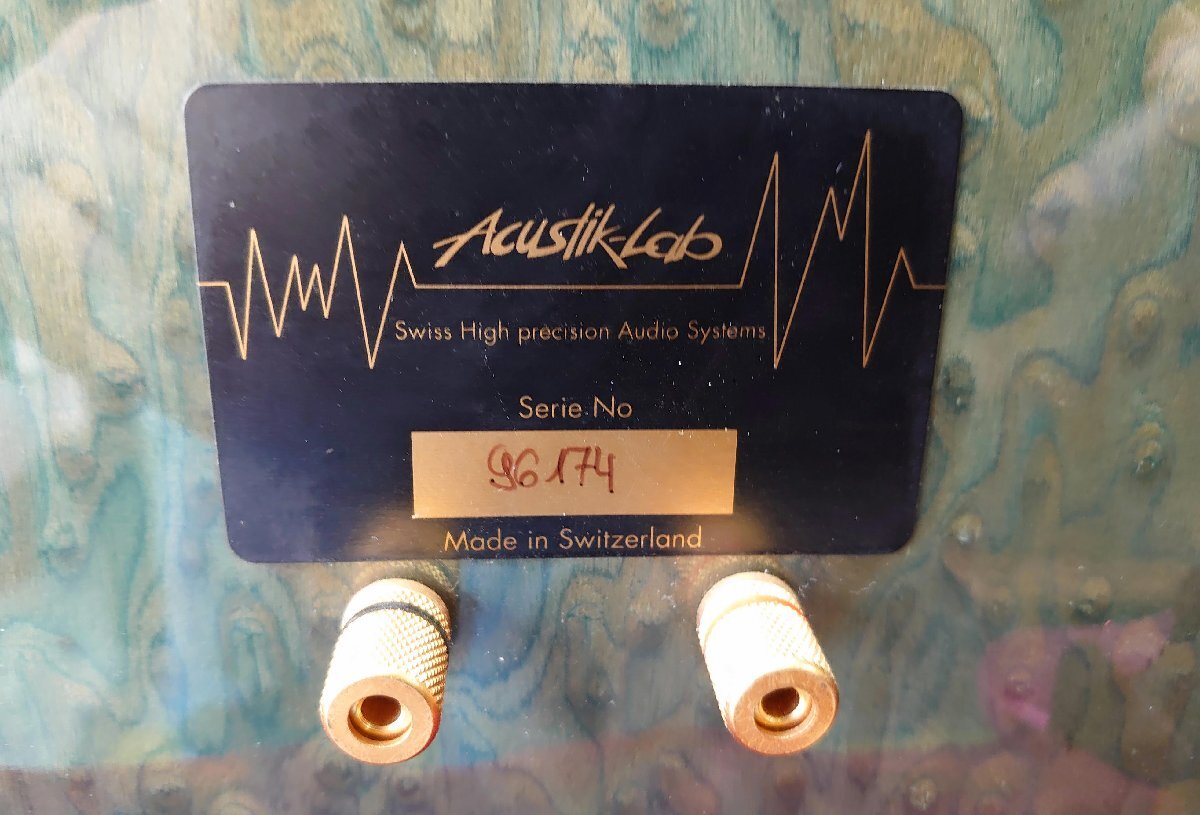 Acustik-Lab
Swiss High precision Audio Systems
Serie No
96174
Made in Switzerland